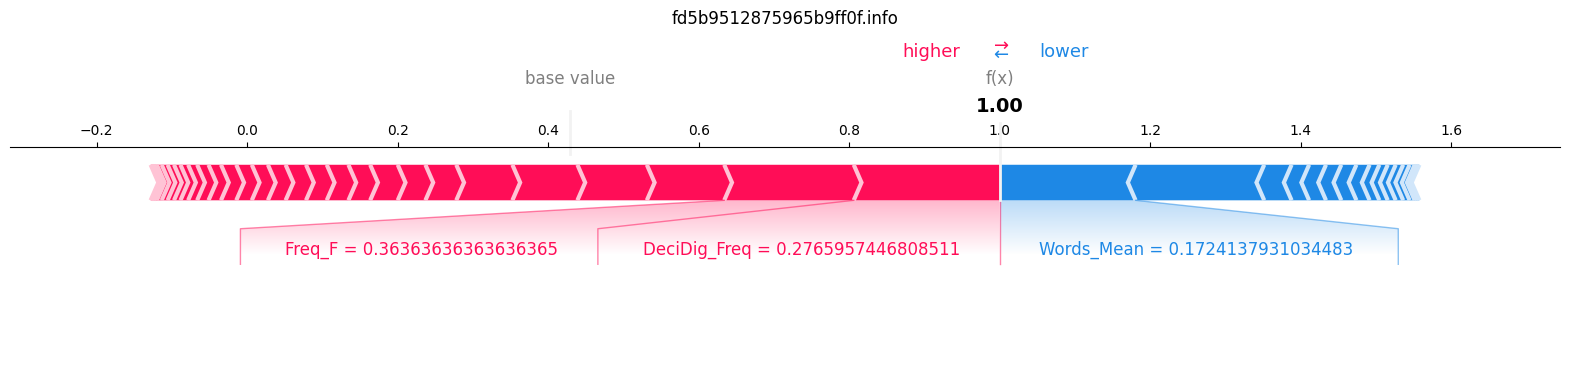 fd5b9512875965b9ff0f.info
higher ⇄ lower
base value f(x)
1.00
−0.2 0.0 0.2 0.4 0.6 0.8 1.0 1.2 1.4 1.6
Freq_F = 0.36363636363636365 DeciDig_Freq = 0.2765957446808511 Words_Mean = 0.1724137931034483